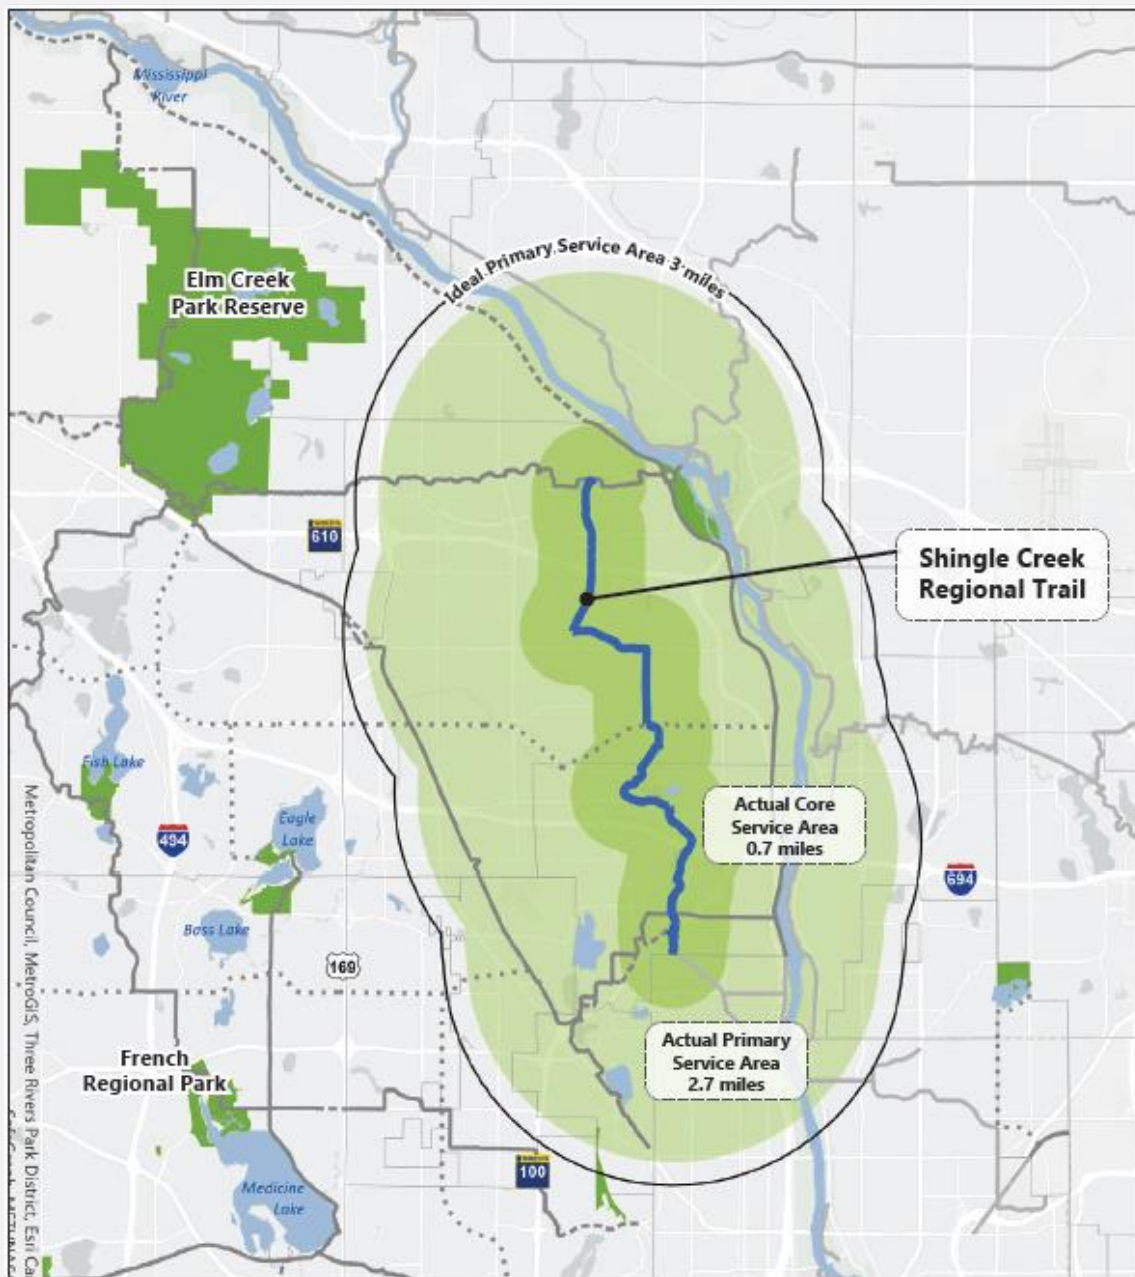 Mississippi
River
Ideal Primary Service Area 3 miles
Elm Creek
Park Reserve
610
Shingle Creek
Regional Trail
Fish Lake
494
Eagle
Lake
Actual Core
Service Area
0.7 miles
694
Bass Lake
169
Actual Primary
Service Area
2.7 miles
French
Regional Park
100
Medicine
Lake
Metropolitan Council, MetroGIS, Three Rivers Park District, Esri Ca